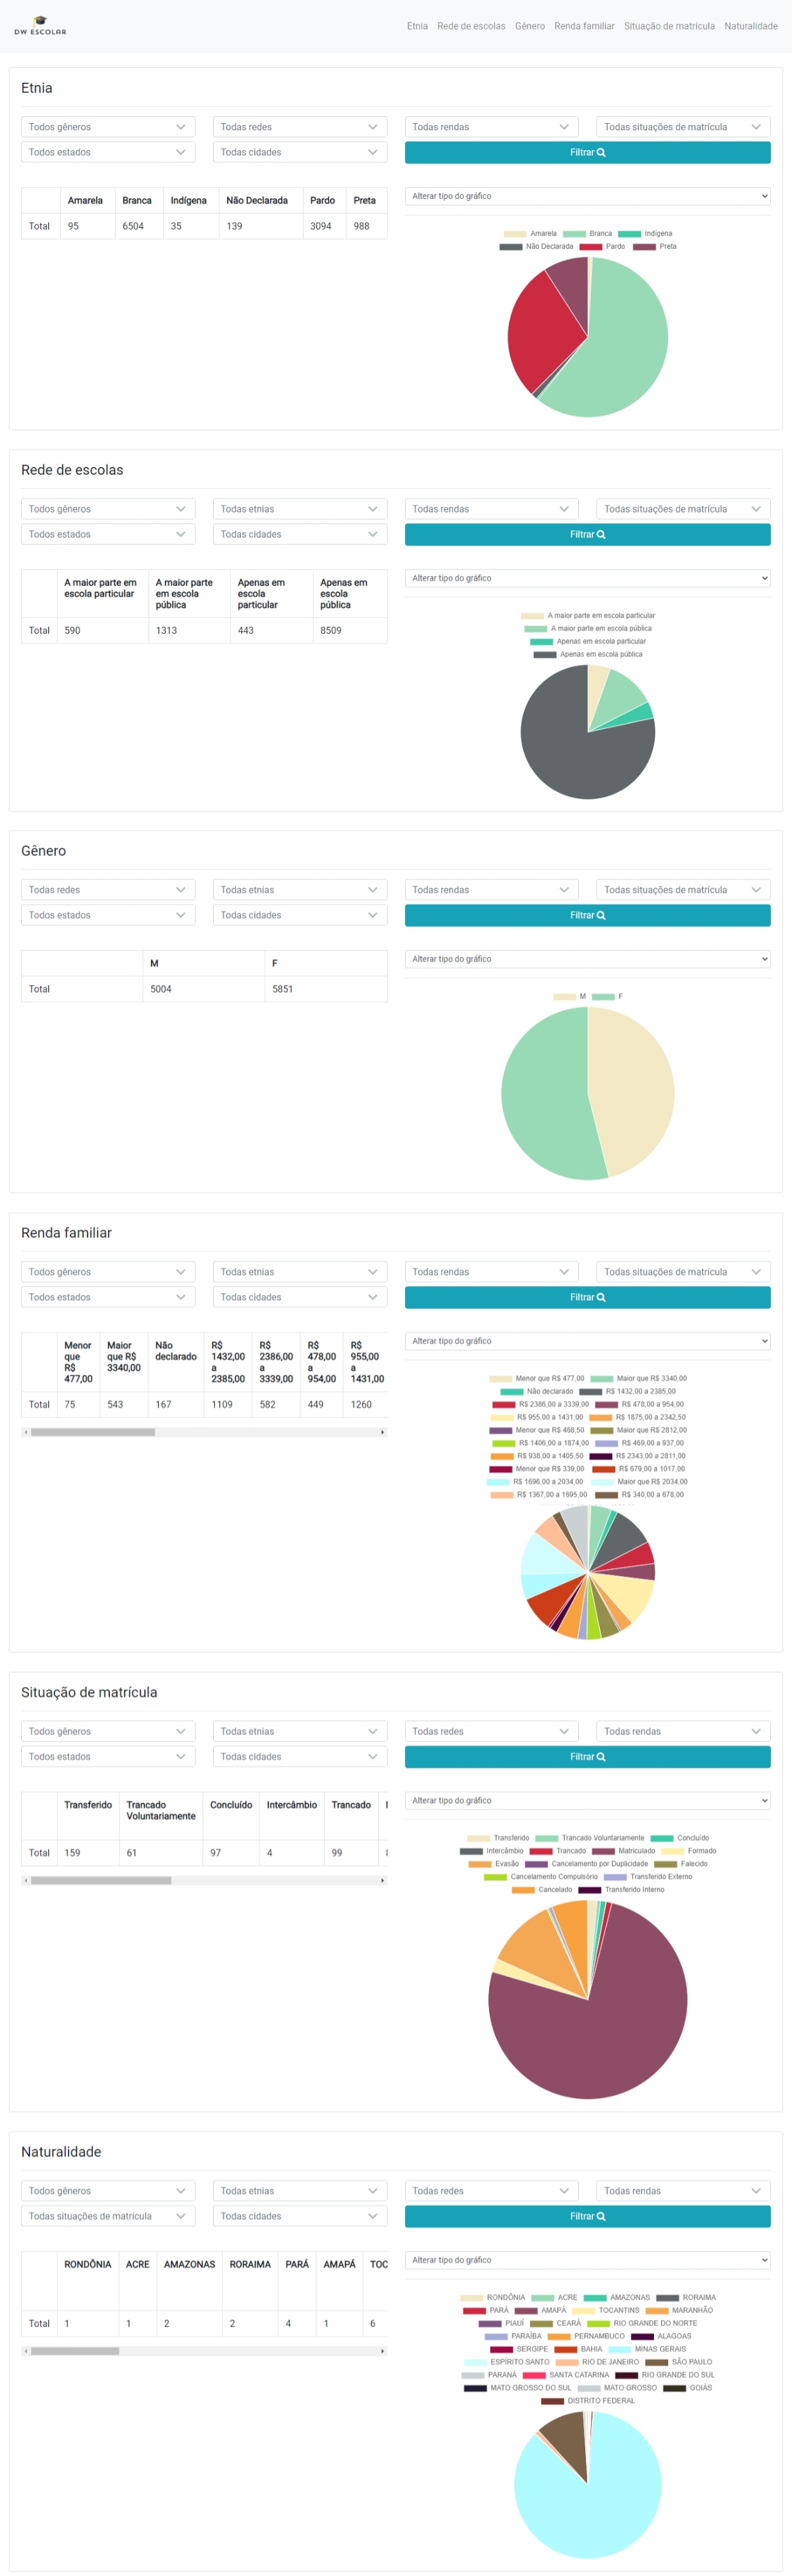 DW ESCOLAR
Etnia Rede de escolas Gênero Renda familiar Situação de matrícula Naturalidade
Etnia
Todos gêneros Todas redes Todas rendas Todas situações de matrícula
Todos estados Todas cidades Filtrar
Amarela Branca Indígena Não Declarada Pardo Preta
Total 95 6504 35 139 3094 988
Alterar tipo do gráfico
Amarela Branca Indígena
Não Declarada Pardo Preta
Rede de escolas
Todos gêneros Todas etnias Todas rendas Todas situações de matrícula
Todos estados Todas cidades Filtrar
A maior parte em escola particular A maior parte em escola pública Apenas em escola particular Apenas em escola pública
Total 590 1313 443 8509
Alterar tipo do gráfico
A maior parte em escola particular
A maior parte em escola pública
Apenas em escola particular
Apenas em escola pública
Gênero
Todas redes Todas etnias Todas rendas Todas situações de matrícula
Todos estados Todas cidades Filtrar
M F
Total 5004 5851
Alterar tipo do gráfico
M F
Renda familiar
Todos gêneros Todas etnias Todas rendas Todas situações de matrícula
Todos estados Todas cidades Filtrar
Menor que R$ 477,00 Maior que R$ 3340,00 Não declarado R$ 1432,00 a 2385,00 R$ 2386,00 a 3339,00 R$ 478,00 a 954,00 R$ 955,00 a 1431,00
Total 75 543 167 1109 582 449 1260
Alterar tipo do gráfico
Menor que R$ 477,00 Maior que R$ 3340,00
Não declarado R$ 1432,00 a 2385,00
R$ 2386,00 a 3339,00 R$ 478,00 a 954,00
R$ 955,00 a 1431,00 R$ 1875,00 a 2342,50
Menor que R$ 468,50 Maior que R$ 2812,00
R$ 1406,00 a 1874,00 R$ 469,00 a 937,00
R$ 938,00 a 1405,50 R$ 2343,00 a 2811,00
Menor que R$ 339,00 R$ 679,00 a 1017,00
R$ 1696,00 a 2034,00 Maior que R$ 2034,00
R$ 1367,00 a 1695,00 R$ 340,00 a 678,00
Situação de matrícula
Todos gêneros Todas etnias Todas redes Todas rendas
Todos estados Todas cidades Filtrar
Transferido Trancado Voluntariamente Concluído Intercâmbio Trancado
Total 159 61 97 4 99
Alterar tipo do gráfico
Transferido Trancado Voluntariamente Concluído
Intercâmbio Trancado Matriculado Formado
Evasão Cancelamento por Duplicidade Falecido
Cancelamento Compulsório Transferido Externo
Cancelado Transferido Interno
Naturalidade
Todos gêneros Todas etnias Todas redes Todas rendas
Todas situações de matrícula Todas cidades Filtrar
RONDÔNIA ACRE AMAZONAS RORAIMA PARÁ AMAPÁ TOC
Total 1 1 2 2 4 1 6
Alterar tipo do gráfico
RONDÔNIA ACRE AMAZONAS RORAIMA
PARÁ AMAPÁ TOCANTINS MARANHÃO
PIAUÍ CEARÁ RIO GRANDE DO NORTE
PARAÍBA PERNAMBUCO ALAGOAS
SERGIPE BAHIA MINAS GERAIS
ESPÍRITO SANTO RIO DE JANEIRO SÃO PAULO
PARANÁ SANTA CATARINA RIO GRANDE DO SUL
MATO GROSSO DO SUL MATO GROSSO GOIÁS
DISTRITO FEDERAL